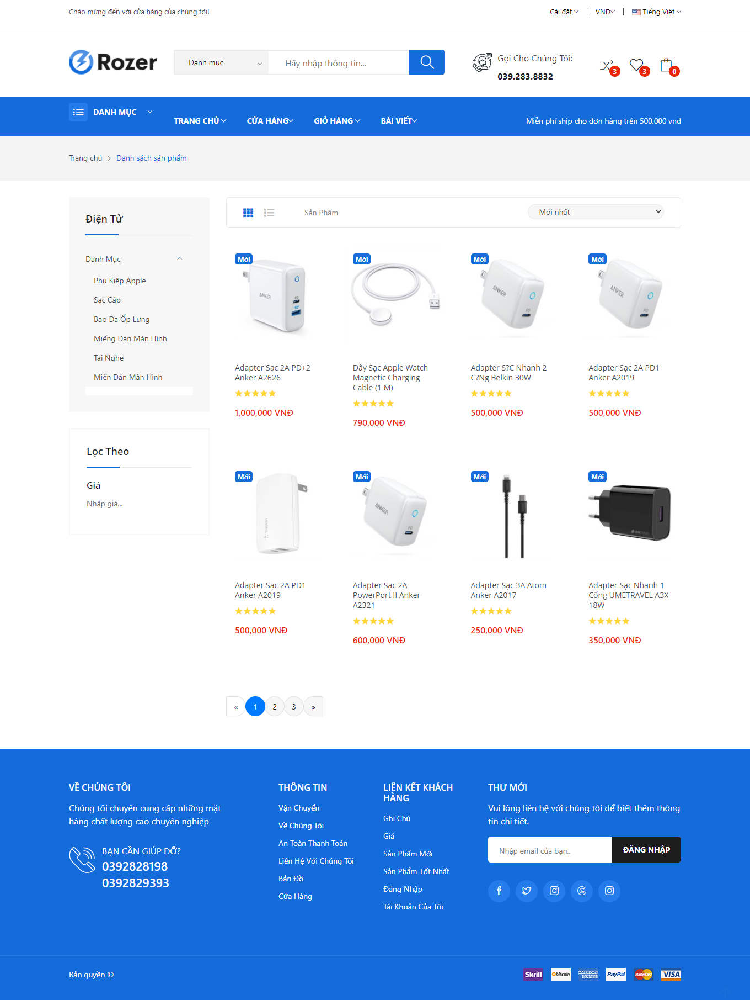 Chào mừng đến với cửa hàng của chúng tôi!
Cài đặt
VNĐ
Tiếng Việt
Rozer
Danh mục
Hãy nhập thông tin...
Gọi Cho Chúng Tôi:
039.283.8832
3
3
0
DANH MỤC
TRANG CHỦ
CỬA HÀNG
GIỎ HÀNG
BÀI VIẾT
Miễn phí ship cho đơn hàng trên 500.000 vnđ
Trang chủ
Danh sách sản phẩm
Điện Tử
Danh Mục
Phụ Kiệp Apple
Sạc Cáp
Bao Da Ốp Lưng
Miếng Dán Màn Hình
Tai Nghe
Miến Dán Màn Hình
Lọc Theo
Giá
Nhập giá...
Sản Phẩm
Mới nhất
Mới
ANKER
PD
Adapter Sạc 2A PD+2
Anker A2626
1,000,000 VNĐ
Mới
Dây Sạc Apple Watch
Magnetic Charging
Cable (1 M)
790,000 VNĐ
Mới
ANKER
PD
Adapter S?C Nhanh 2
C?Ng Belkin 30W
500,000 VNĐ
Mới
ANKER
PD
Adapter Sạc 2A PD1
Anker A2019
500,000 VNĐ
Mới
belkin
Adapter Sạc 2A PD1
Anker A2019
500,000 VNĐ
Mới
ANKER
PD
Adapter Sạc 2A
PowerPort II Anker
A2321
600,000 VNĐ
Mới
Adapter Sạc 3A Atom
Anker A2017
250,000 VNĐ
Mới
UMETRAVEL
Adapter Sạc Nhanh 1
Cổng UMETRAVEL A3X
18W
350,000 VNĐ
«
1
2
3
»
VỀ CHÚNG TÔI
Chúng tôi chuyên cung cấp những mặt
hàng chất lượng cao chuyên nghiệp
BẠN CẦN GIÚP ĐỠ?
0392828198
0392829393
THÔNG TIN
Vận Chuyển
Về Chúng Tôi
An Toàn Thanh Toán
Liên Hệ Với Chúng Tôi
Bản Đồ
Cửa Hàng
LIÊN KẾT KHÁCH
HÀNG
Ghi Chú
Giá
Sản Phẩm Mới
Sản Phẩm Tốt Nhất
Đăng Nhập
Tài Khoản Của Tôi
THƯ MỚI
Vui lòng liên hệ với chúng tôi để biết thêm thông
tin chi tiết.
Nhập email của bạn..
ĐĂNG NHẬP
Bản quyền ©
Skrill
bitcoin
AMERICAN
EXPRESS
PayPal
MasterCard
VISA